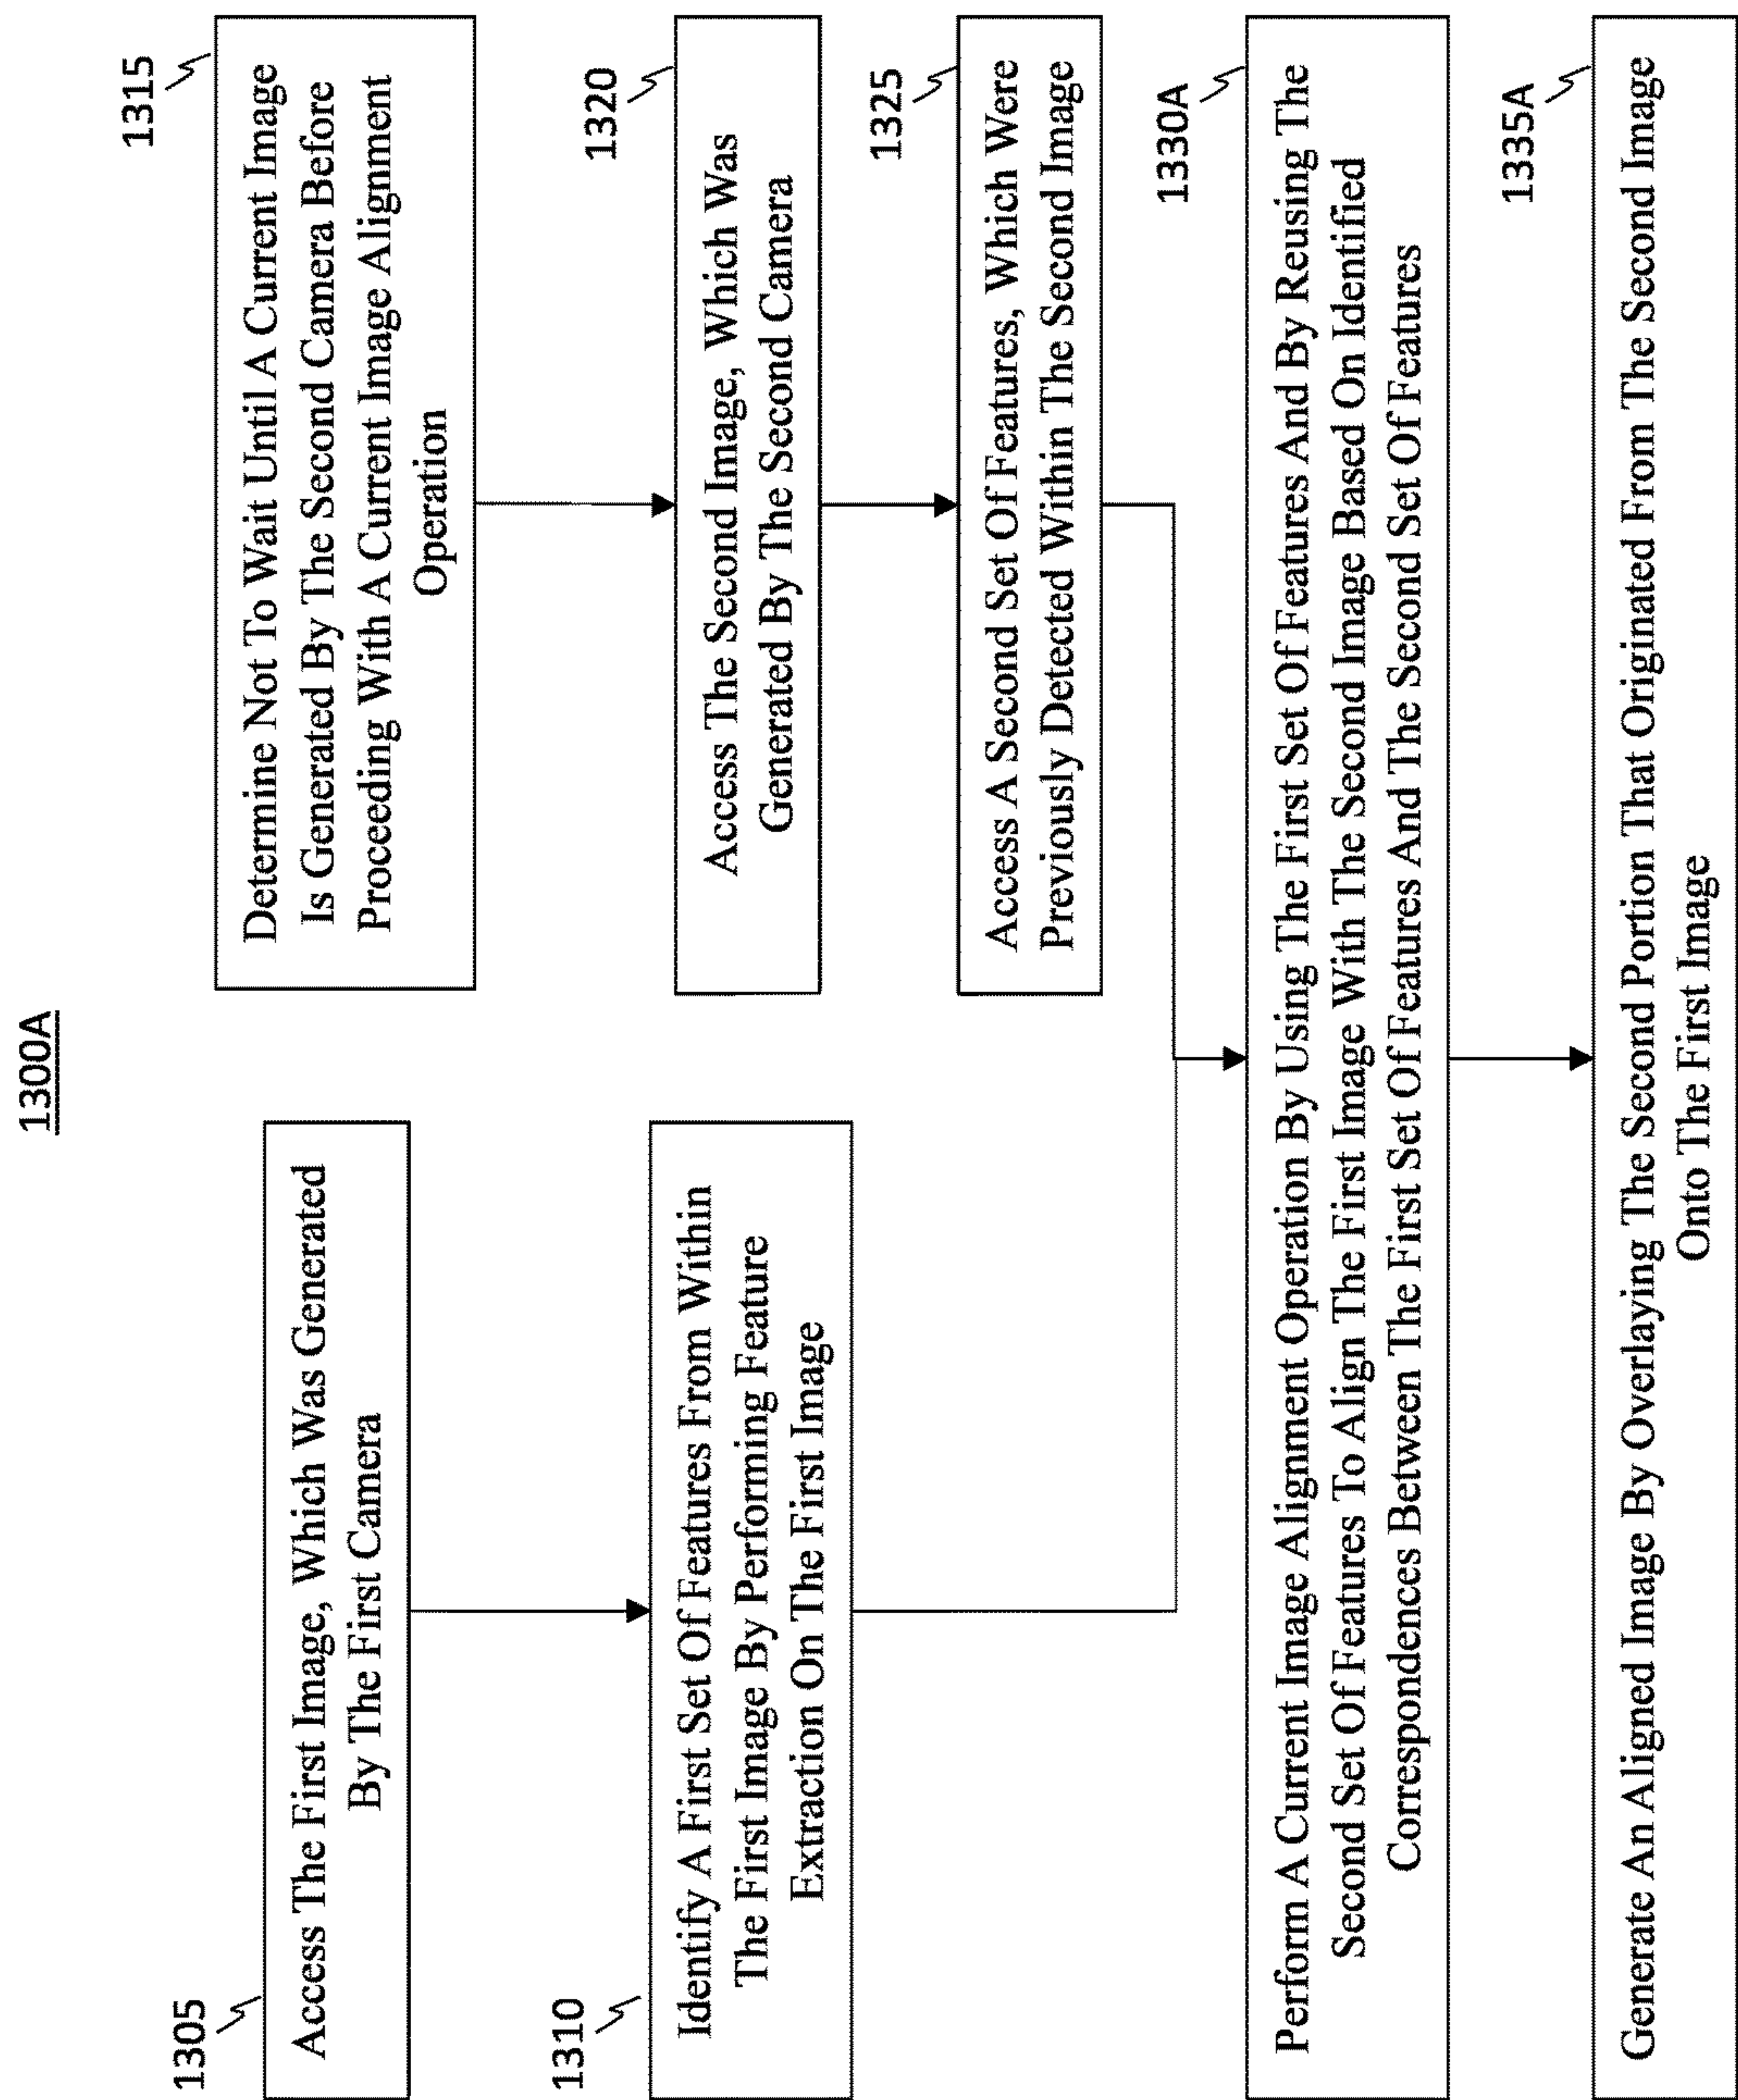 1300A
1305
Access The First Image, Which Was Generated
By The First Camera
1310
Identify A First Set Of Features From Within
The First Image By Performing Feature
Extraction On The First Image
1315
Determine Not To Wait Until A Current Image
Is Generated By The Second Camera Before
Proceeding With A Current Image Alignment
Operation
1320
Access The Second Image, Which Was
Generated By The Second Camera
1325
Access A Second Set Of Features, Which Were
Previously Detected Within The Second Image
1330A
Perform A Current Image Alignment Operation By Using The First Set Of Features And By Reusing The
Second Set Of Features To Align The First Image With The Second Image Based On Identified
Correspondences Between The First Set Of Features And The Second Set Of Features
1335A
Generate An Aligned Image By Overlaying The Second Portion That Originated From The Second Image
Onto The First Image